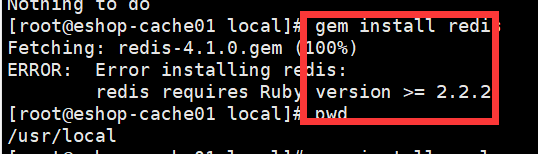 Nothing to do
[root@eshop-cache01 local]# gem install redis
Fetching: redis-4.1.0.gem (100%)
ERROR:  Error installing redis:
        redis requires Ruby version >= 2.2.2
[root@eshop-cache01 local]# pwd
/usr/local